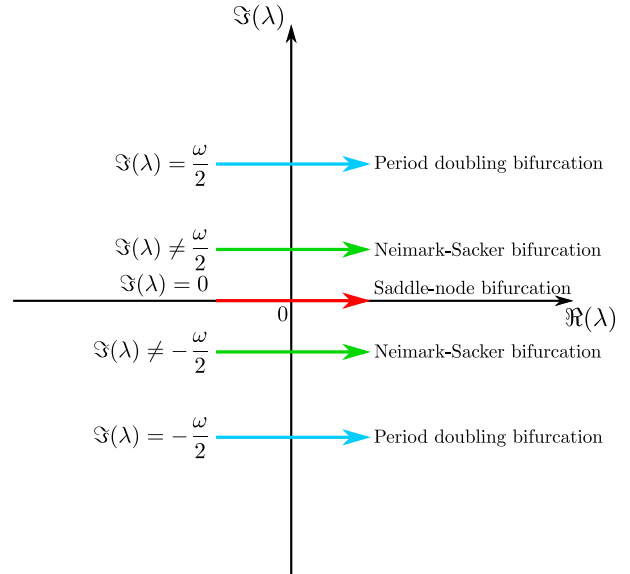 ℑ(λ)
ℑ(λ) = ω/2 Period doubling bifurcation
ℑ(λ) ≠ ω/2 Neimark-Sacker bifurcation
ℑ(λ) = 0 Saddle-node bifurcation
0 ℜ(λ)
ℑ(λ) ≠ −ω/2 Neimark-Sacker bifurcation
ℑ(λ) = −ω/2 Period doubling bifurcation